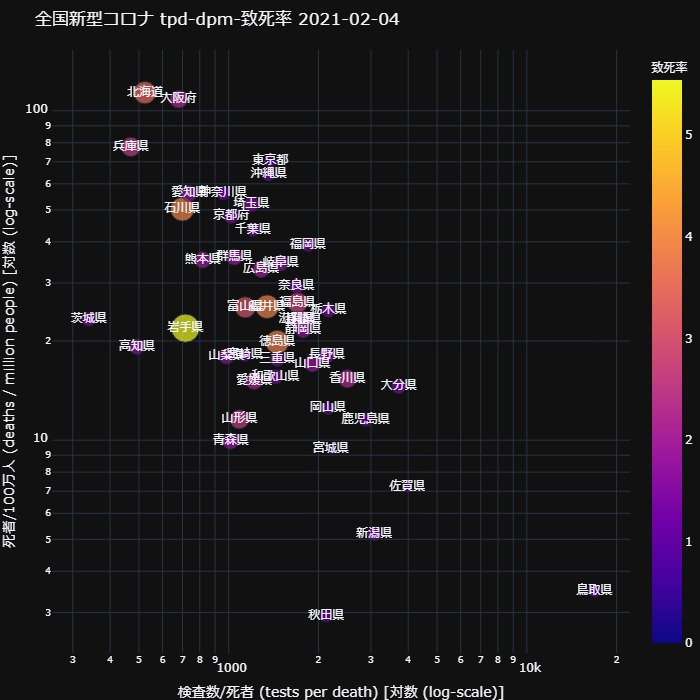 全国新型コロナ tpd-dpm-致死率 2021-02-04
致死率
北海道
大阪府
兵庫県
東京都
沖縄県
愛知県
神奈川県
埼玉県
石川県
京都府
千葉県
福岡県
群馬県
熊本県
岐阜県
広島県
奈良県
福島県
富山県
福井県
栃木県
茨城県
静岡県
岩手県
徳島県
高知県
山梨県
宮崎県
三重県
長野県
山口県
和歌山県
愛媛県
香川県
大分県
岡山県
山形県
鹿児島県
青森県
宮城県
佐賀県
新潟県
鳥取県
秋田県
100
9
8
7
6
5
4
3
2
10
9
8
7
6
5
4
3
3
4
5
6
7
8
9
1000
2
3
4
5
6
7
8
9
10k
2
5
4
3
2
1
0
死者/100万人 (deaths / million people) [対数 (log-scale)]
検査数/死者 (tests per death) [対数 (log-scale)]